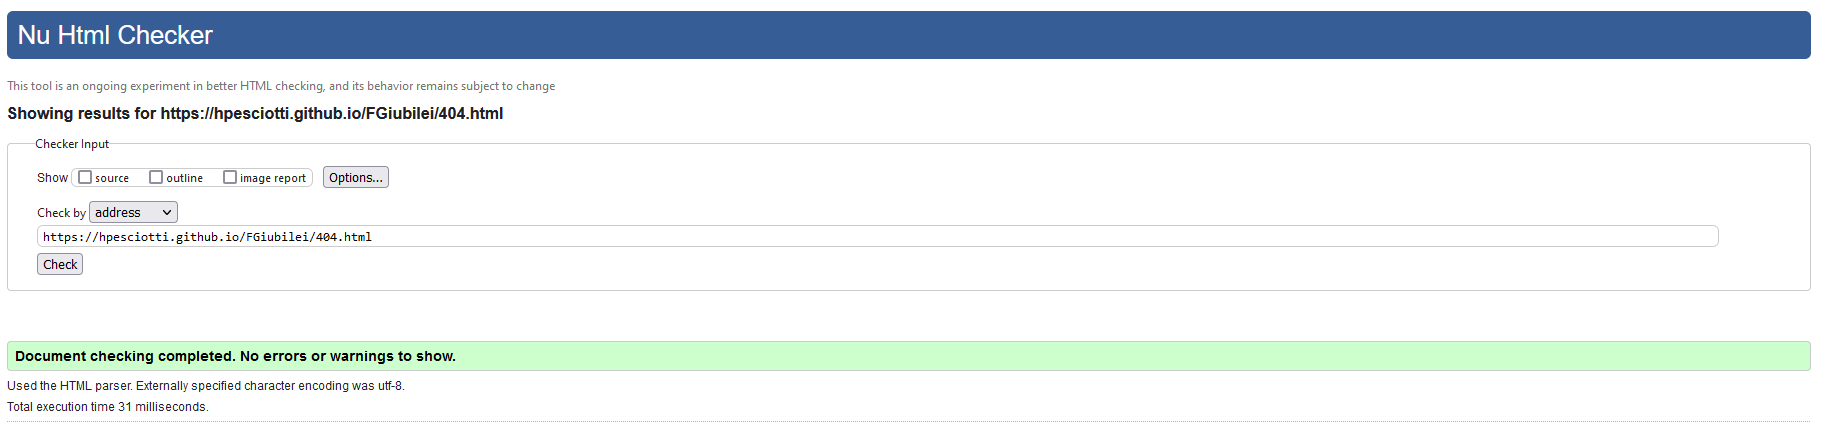 Nu Html Checker
This tool is an ongoing experiment in better HTML checking, and its behavior remains subject to change
Showing results for https://hpesciotti.github.io/FGiubilei/404.html
Checker Input
Show source outline image report Options...
Check by address
https://hpesciotti.github.io/FGiubilei/404.html
Check
Document checking completed. No errors or warnings to show.
Used the HTML parser. Externally specified character encoding was utf-8.
Total execution time 31 milliseconds.